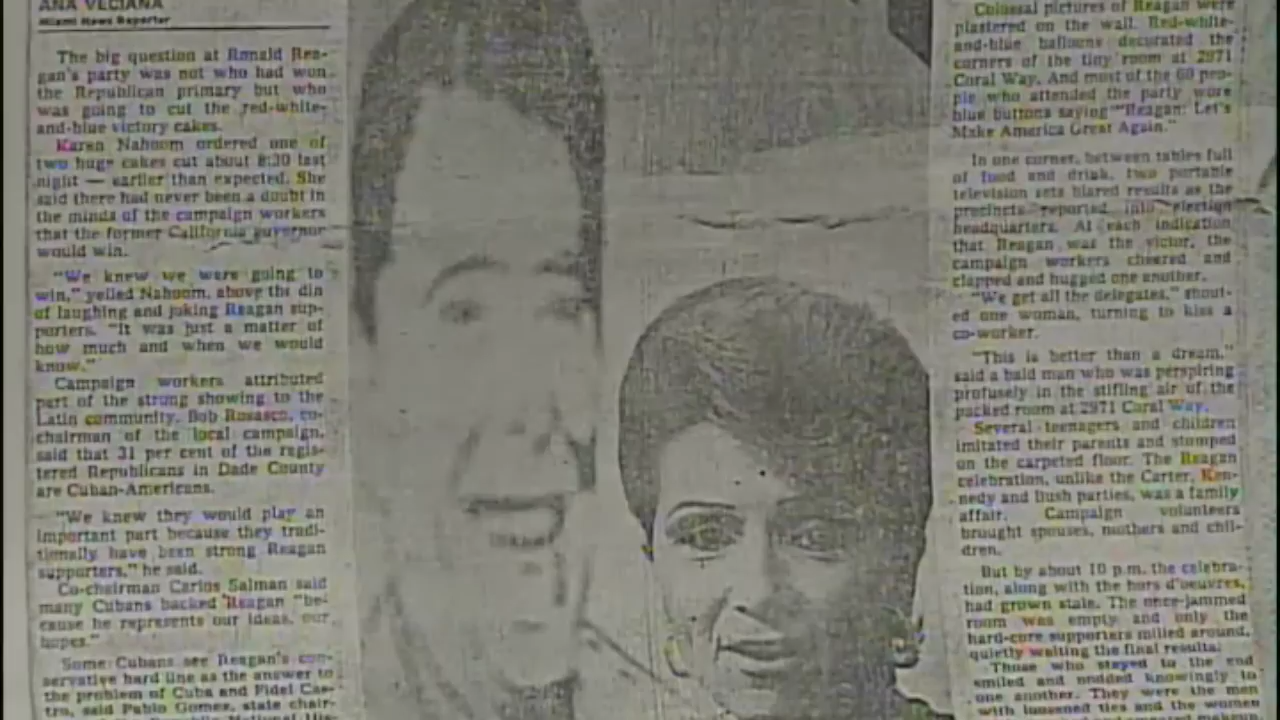 ANA VECIANA
Miami News Reporter
The big question at Ronald Rea-
gan's party was not who had won
the Republican primary but who
was going to cut the red-white-
and-blue victory cakes.
Karen Nahoom ordered one of
two huge cakes cut about 8:30 last
night — earlier than expected. She
said there had never been a doubt in
the minds of the campaign workers
that the former California governor
would win.
"We knew we were going to
win," yelled Nahoom, above the din
of laughing and joking Reagan sup-
porters. "It was just a matter of
how much and when we would
know."
Campaign workers attributed
part of the strong showing to the
Latin community. Bob Rosasco, co-
chairman of the local campaign,
said that 31 per cent of the regis-
tered Republicans in Dade County
are Cuban-Americans.
"We knew they would play an
important part because they tradi-
tionally have been strong Reagan
supporters," he said.
Co-chairman Carlos Salman said
many Cubans backed Reagan "be-
cause he represents our ideas, our
hopes."
Some Cubans see Reagan's con-
servative hard line as the answer to
the problem of Cuba and Fidel Cas-
tro, said Pablo Gomez, state chair-
Republic National His-
Colossal pictures of Reagan were
plastered on the wall. Red-white-
and-blue balloons decorated the
corners of the tiny room at 2971
Coral Way. And most of the 60 peo-
ple who attended the party wore
blue buttons saying "Reagan: Let's
Make America Great Again."
In one corner, between tables full
of food and drink, two portable
television sets blared results as the
precincts reported into election
headquarters. At each indication
that Reagan was the victor, the
campaign workers cheered and
clapped and hugged one another.
"We get all the delegates," shout-
ed one woman, turning to kiss a
co-worker.
"This is better than a dream,"
said a bald man who was perspiring
profusely in the stifling air of the
packed room at 2971 Coral Way.
Several teenagers and children
imitated their parents and stomped
on the carpeted floor. The Reagan
celebration, unlike the Carter, Ken-
nedy and Bush parties, was a family
affair. Campaign volunteers
brought spouses, mothers and chil-
dren.
But by about 10 p.m. the celebra-
tion, along with the hors d'oeuvres,
had grown stale. The once-jammed
room was empty and only the
hard-core supporters milled around,
quietly waiting the final results.
Those who stayed to the end
smiled and nodded knowingly to
one another. They were the men
with loosened ties and the women